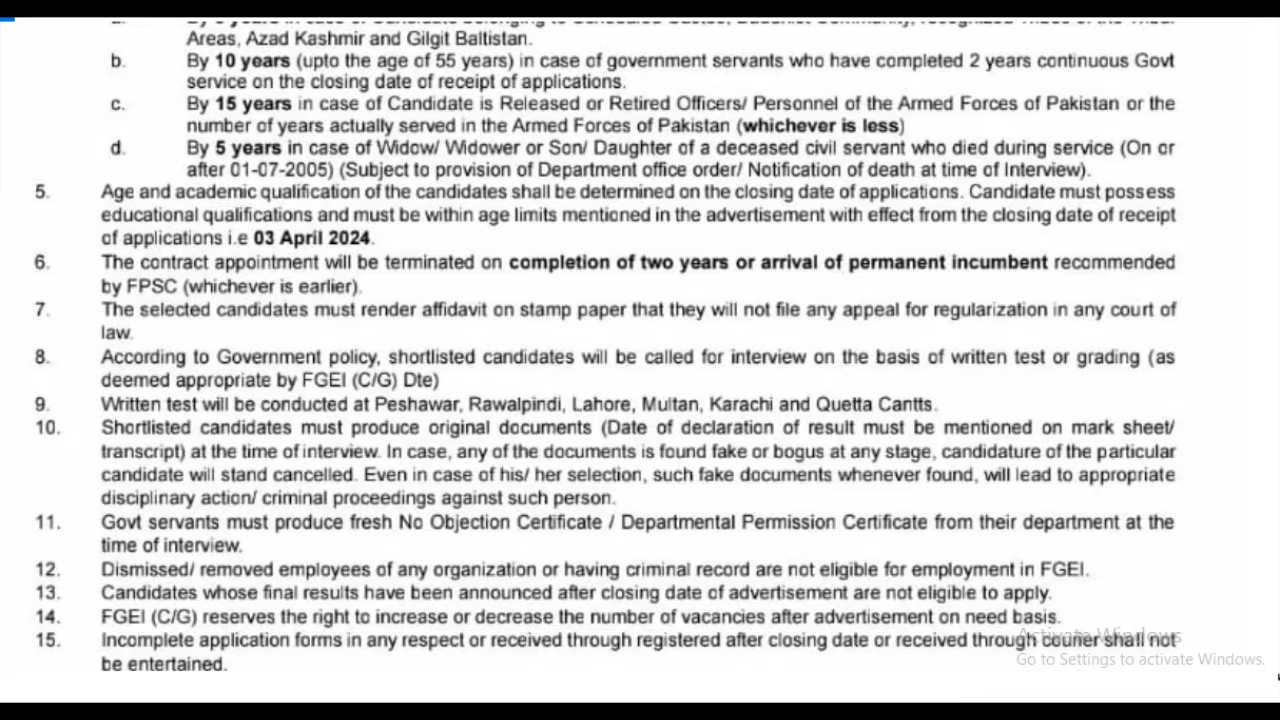 Areas, Azad Kashmir and Gilgit Baltistan.
b. By 10 years (upto the age of 55 years) in case of government servants who have completed 2 years continuous Govt
service on the closing date of receipt of applications.
c. By 15 years in case of Candidate is Released or Retired Officers/ Personnel of the Armed Forces of Pakistan or the
number of years actually served in the Armed Forces of Pakistan (whichever is less)
d. By 5 years in case of Widow/ Widower or Son/ Daughter of a deceased civil servant who died during service (On or
after 01-07-2005) (Subject to provision of Department office order/ Notification of death at time of Interview).
5. Age and academic qualification of the candidates shall be determined on the closing date of applications. Candidate must possess
educational qualifications and must be within age limits mentioned in the advertisement with effect from the closing date of receipt
of applications i.e 03 April 2024.
6. The contract appointment will be terminated on completion of two years or arrival of permanent incumbent recommended
by FPSC (whichever is earlier).
7. The selected candidates must render affidavit on stamp paper that they will not file any appeal for regularization in any court of
law.
8. According to Government policy, shortlisted candidates will be called for interview on the basis of written test or grading (as
deemed appropriate by FGEI (C/G) Dte)
9. Written test will be conducted at Peshawar, Rawalpindi, Lahore, Multan, Karachi and Quetta Cantts.
10. Shortlisted candidates must produce original documents (Date of declaration of result must be mentioned on mark sheet/
transcript) at the time of interview. In case, any of the documents is found fake or bogus at any stage, candidature of the particular
candidate will stand cancelled. Even in case of his/ her selection, such fake documents whenever found, will lead to appropriate
disciplinary action/ criminal proceedings against such person.
11. Govt servants must produce fresh No Objection Certificate / Departmental Permission Certificate from their department at the
time of interview.
12. Dismissed/ removed employees of any organization or having criminal record are not eligible for employment in FGEI.
13. Candidates whose final results have been announced after closing date of advertisement are not eligible to apply.
14. FGEI (C/G) reserves the right to increase or decrease the number of vacancies after advertisement on need basis.
15. Incomplete application forms in any respect or received through registered after closing date or received through courier shall not
be entertained.
Activate Windows
Go to Settings to activate Windows.